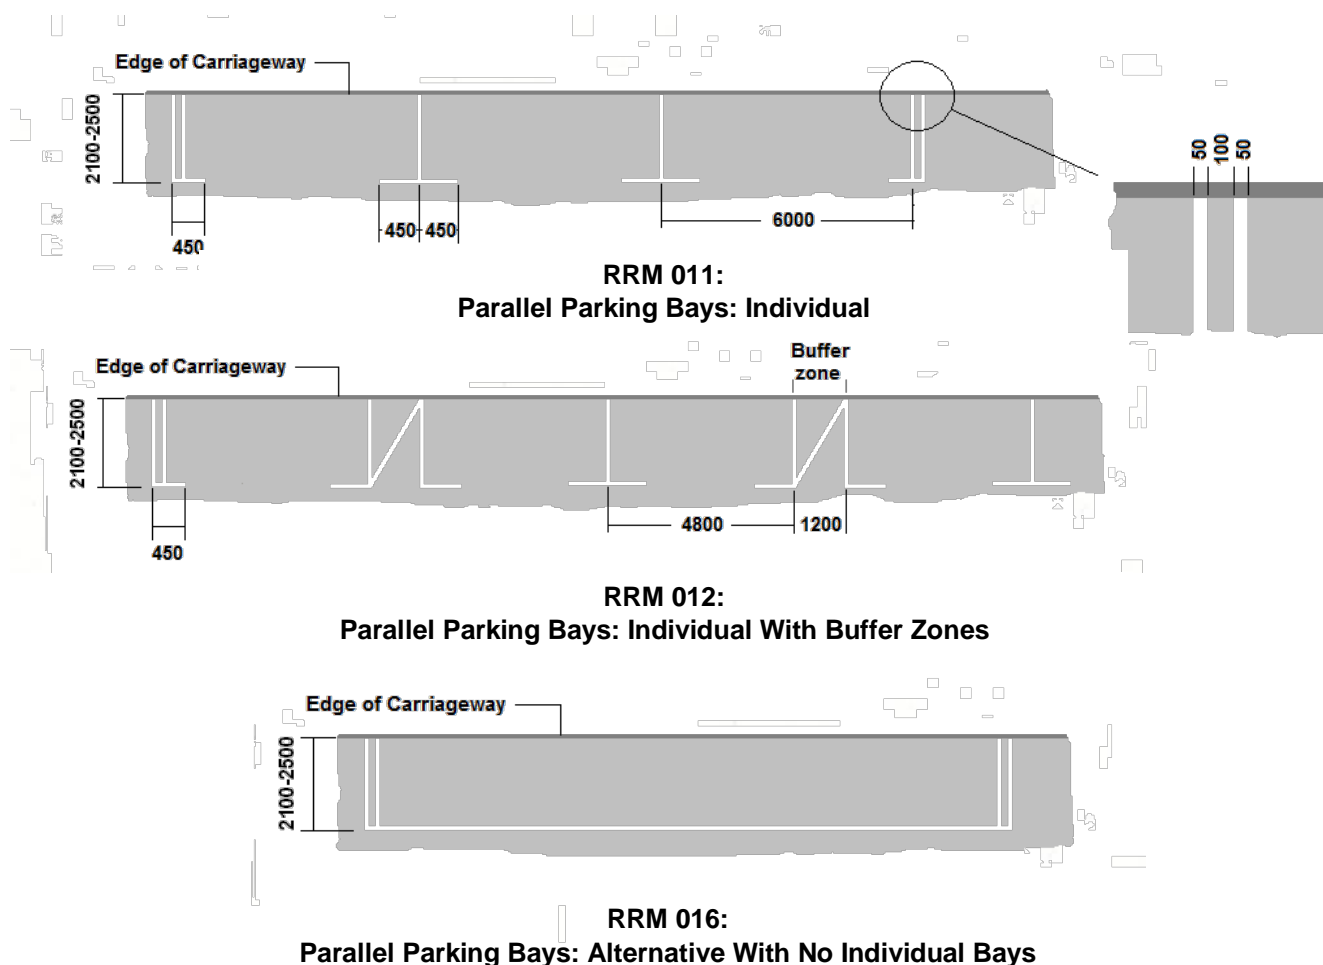 Edge of Carriageway
2100-2500
450
450
450
6000
50
100
50
RRM 011:
Parallel Parking Bays: Individual
Edge of Carriageway
Buffer
zone
2100-2500
450
4800
1200
RRM 012:
Parallel Parking Bays: Individual With Buffer Zones
Edge of Carriageway
2100-2500
RRM 016:
Parallel Parking Bays: Alternative With No Individual Bays